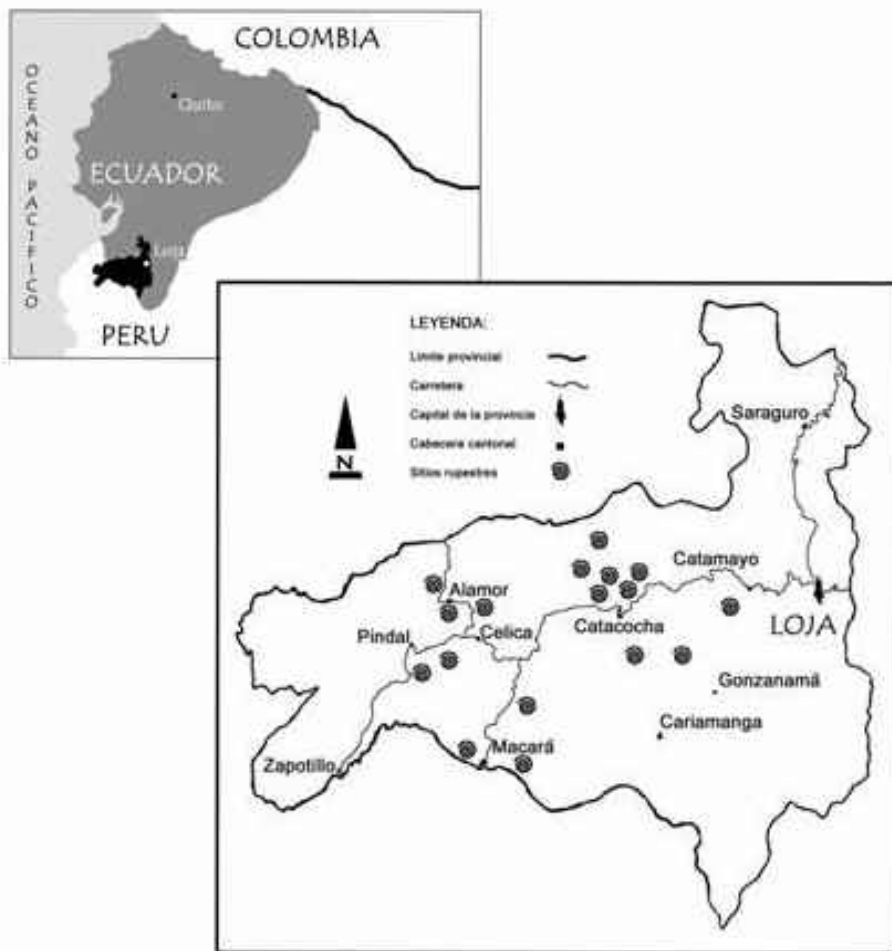 COLOMBIA
OCEANO PACIFICO
Quito
ECUADOR
Loja
PERU
LEYENDA:
Límite provincial
Carretera
Capital de la provincia
Cabecera cantonal
Sitios rupestres
N
Saraguro
Catamayo
Alamor
LOJA
Catacocha
Celica
Pindal
Gonzanamá
Cariamanga
Macará
Zapotillo